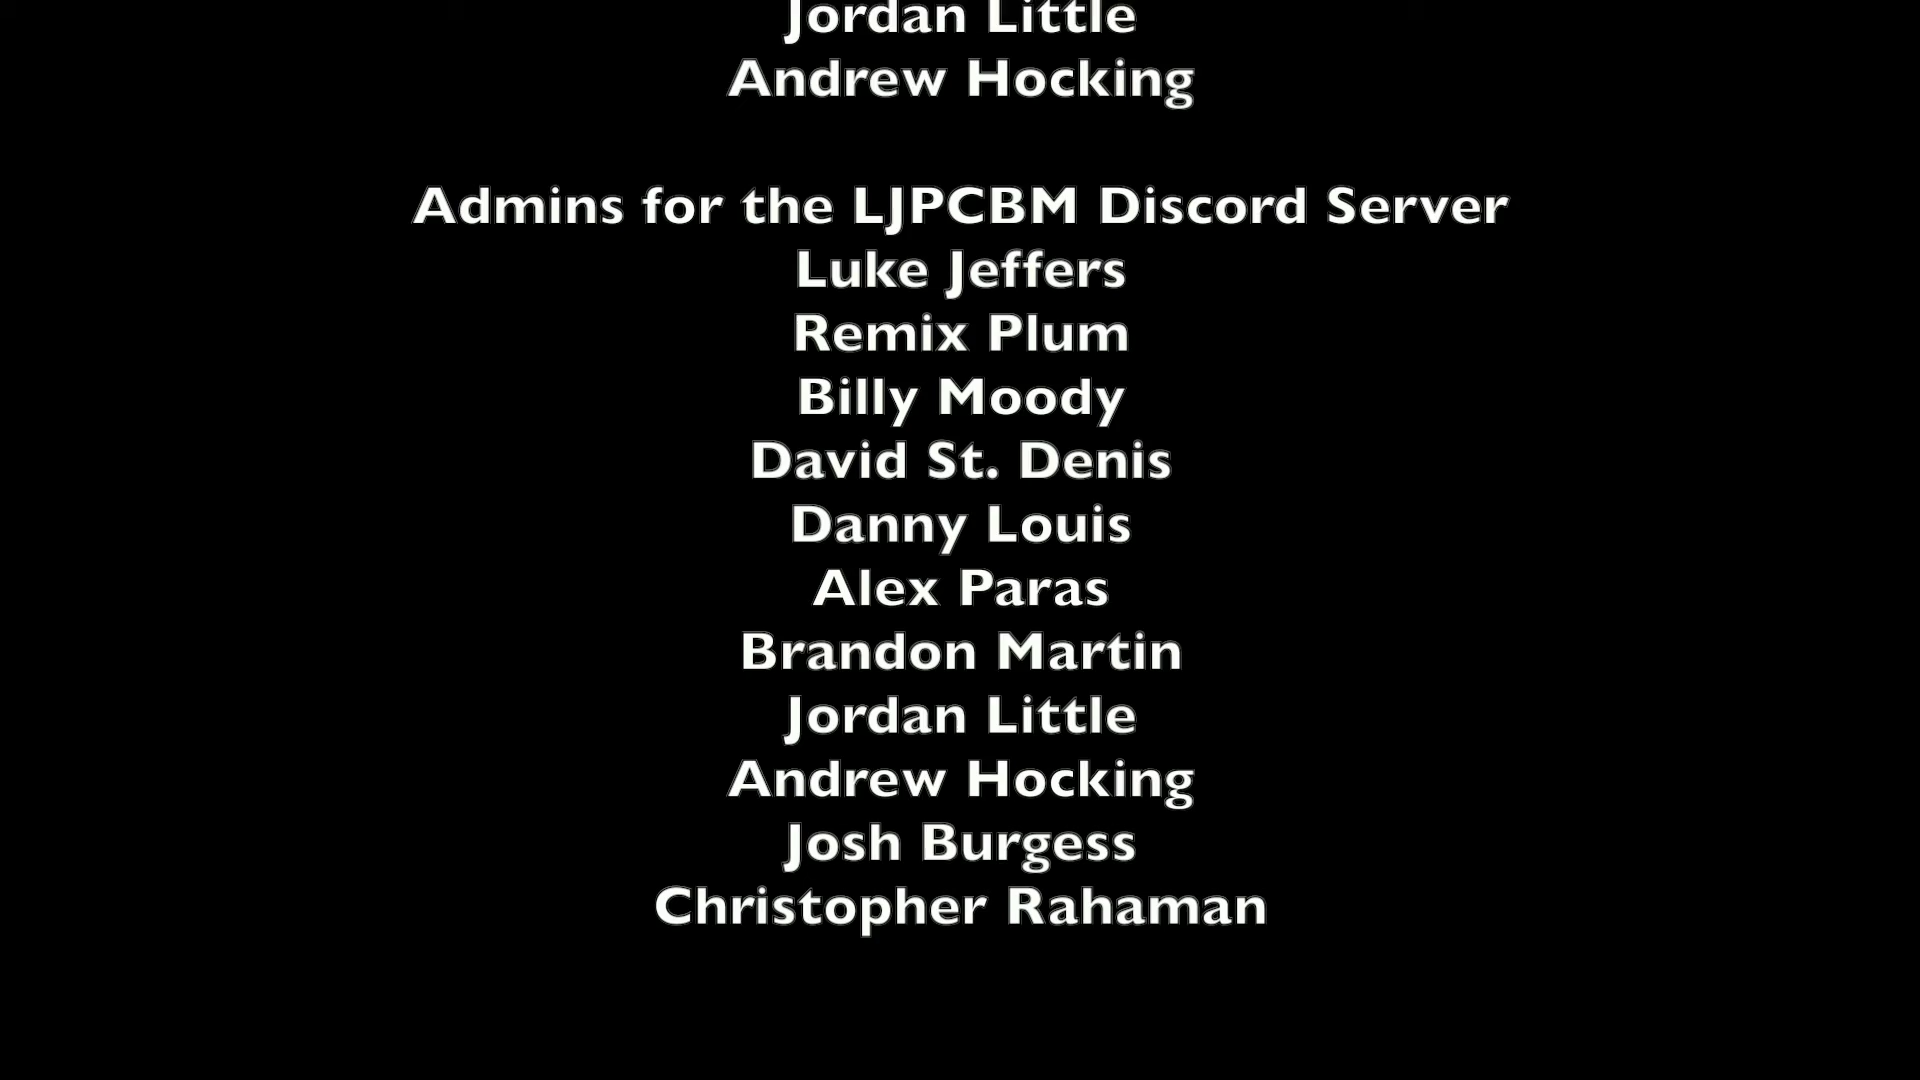 Jordan Little
Andrew Hocking
Admins for the LJPCBM Discord Server
Luke Jeffers
Remix Plum
Billy Moody
David St. Denis
Danny Louis
Alex Paras
Brandon Martin
Jordan Little
Andrew Hocking
Josh Burgess
Christopher Rahaman